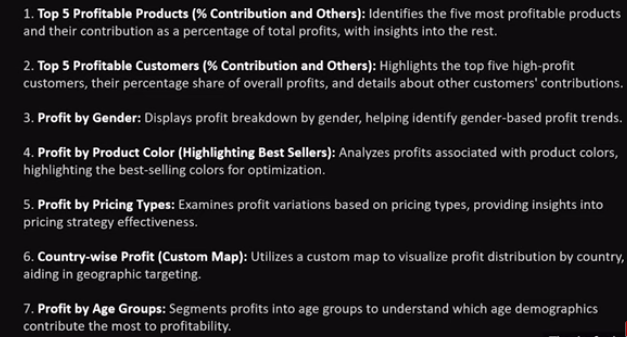 1. Top 5 Profitable Products (% Contribution and Others): Identifies the five most profitable products
and their contribution as a percentage of total profits, with insights into the rest.
2. Top 5 Profitable Customers (% Contribution and Others): Highlights the top five high-profit
customers, their percentage share of overall profits, and details about other customers' contributions.
3. Profit by Gender: Displays profit breakdown by gender, helping identify gender-based profit trends.
4. Profit by Product Color (Highlighting Best Sellers): Analyzes profits associated with product colors,
highlighting the best-selling colors for optimization.
5. Profit by Pricing Types: Examines profit variations based on pricing types, providing insights into
pricing strategy effectiveness.
6. Country-wise Profit (Custom Map): Utilizes a custom map to visualize profit distribution by country,
aiding in geographic targeting.
7. Profit by Age Groups: Segments profits into age groups to understand which age demographics
contribute the most to profitability.